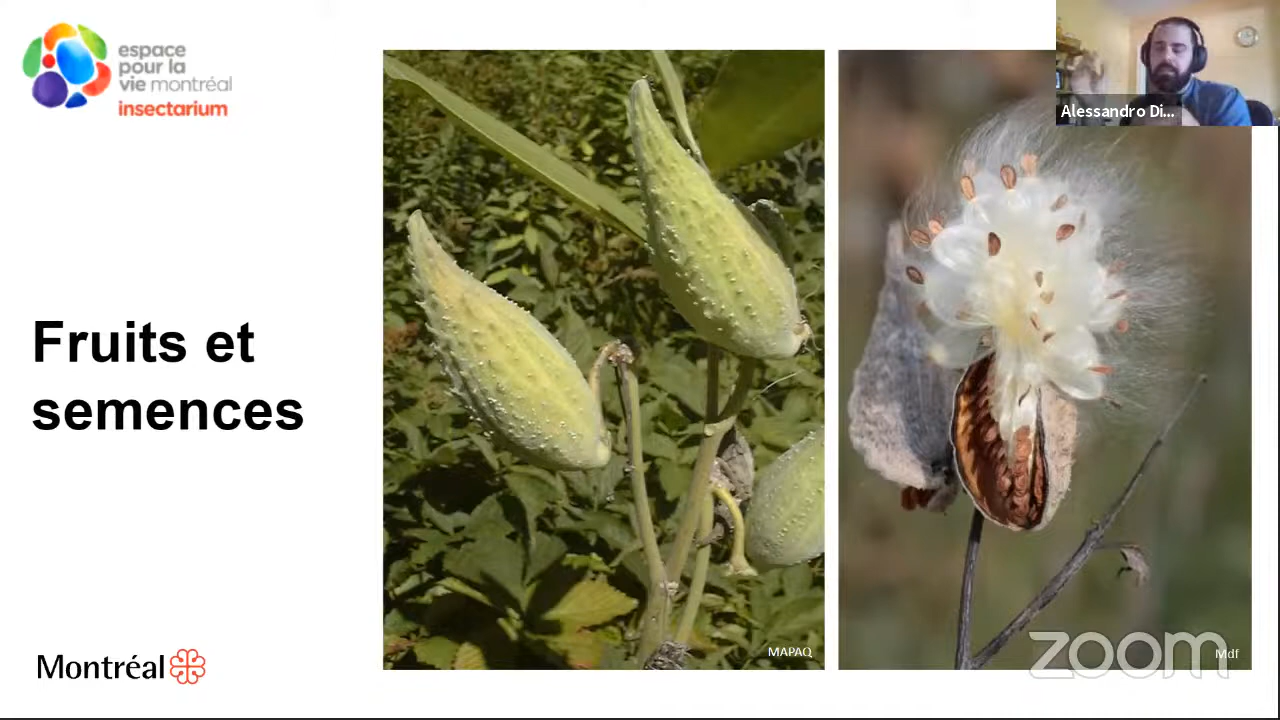 espace
pour la
vie montréal
insectarium
Alessandro Di...
Fruits et
semences
Montréal
MAPAQ
Mdf
zoom